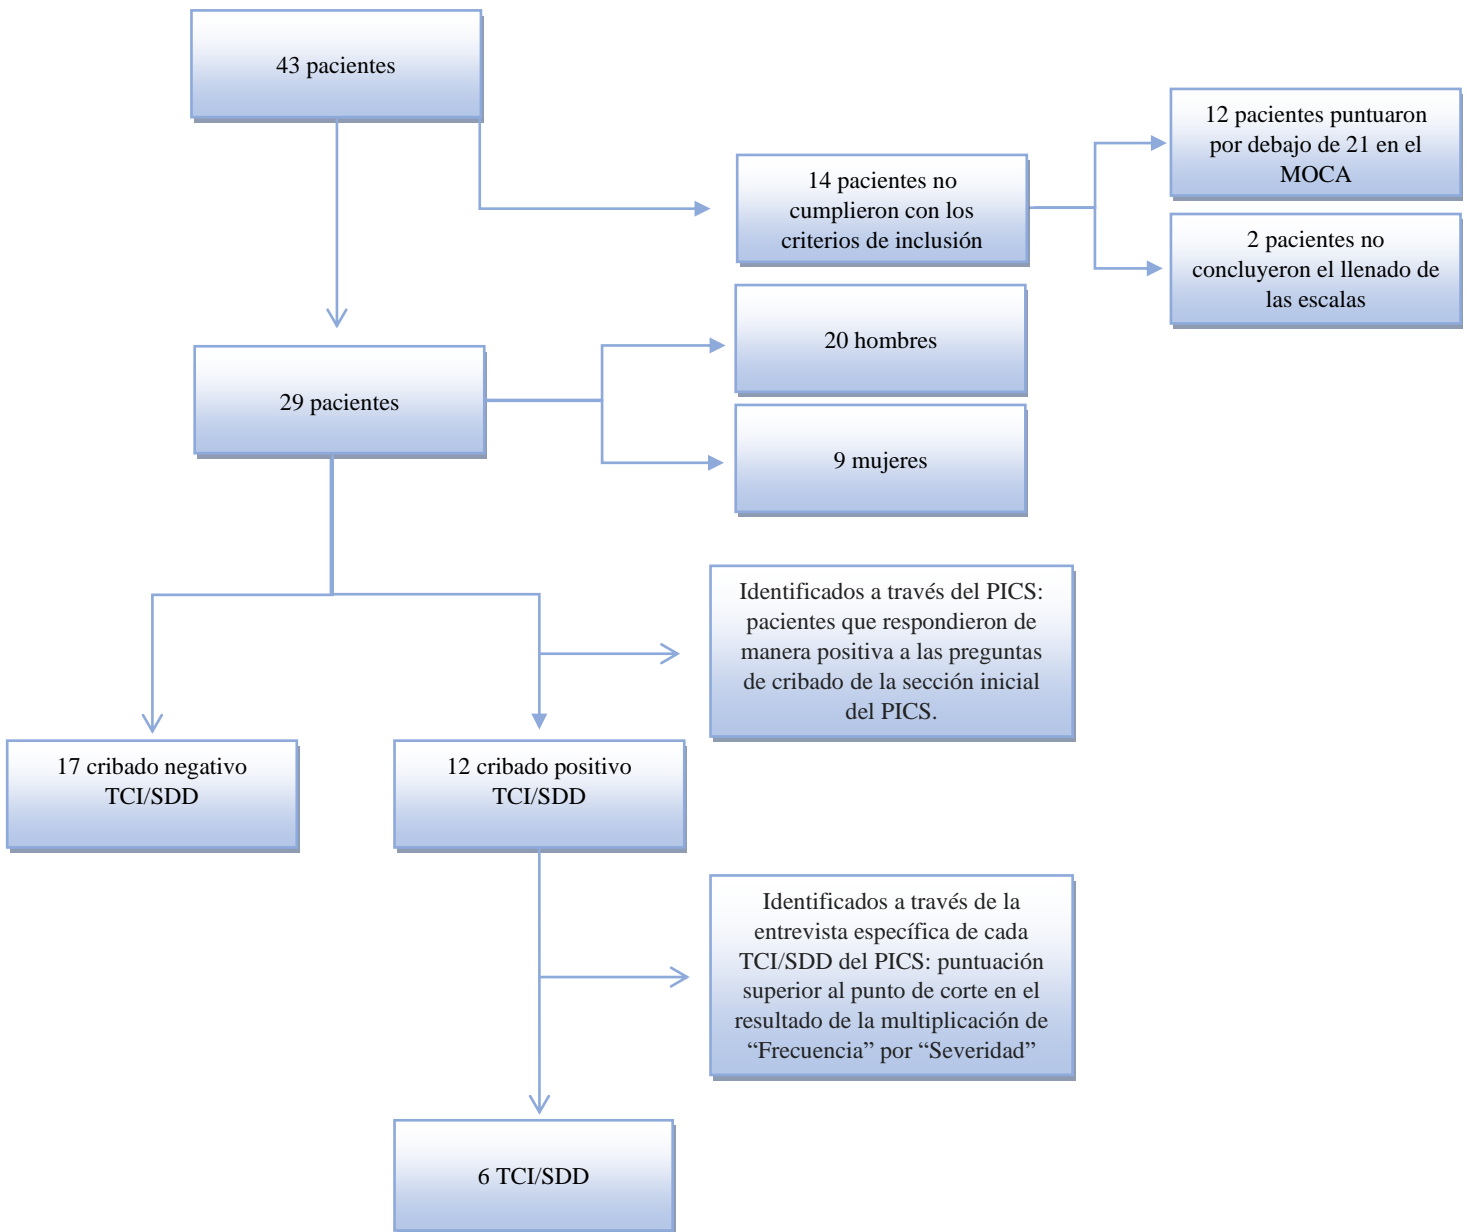 43 pacientes
12 pacientes puntuaron
por debajo de 21 en el
MOCA
14 pacientes no
cumplieron con los
criterios de inclusión
2 pacientes no
concluyeron el llenado de
las escalas
20 hombres
29 pacientes
9 mujeres
Identificados a través del PICS:
pacientes que respondieron de
manera positiva a las preguntas
de cribado de la sección inicial
del PICS.
17 cribado negativo
TCI/SDD
12 cribado positivo
TCI/SDD
Identificados a través de la
entrevista específica de cada
TCI/SDD del PICS: puntuación
superior al punto de corte en el
resultado de la multiplicación de
“Frecuencia” por “Severidad”
6 TCI/SDD